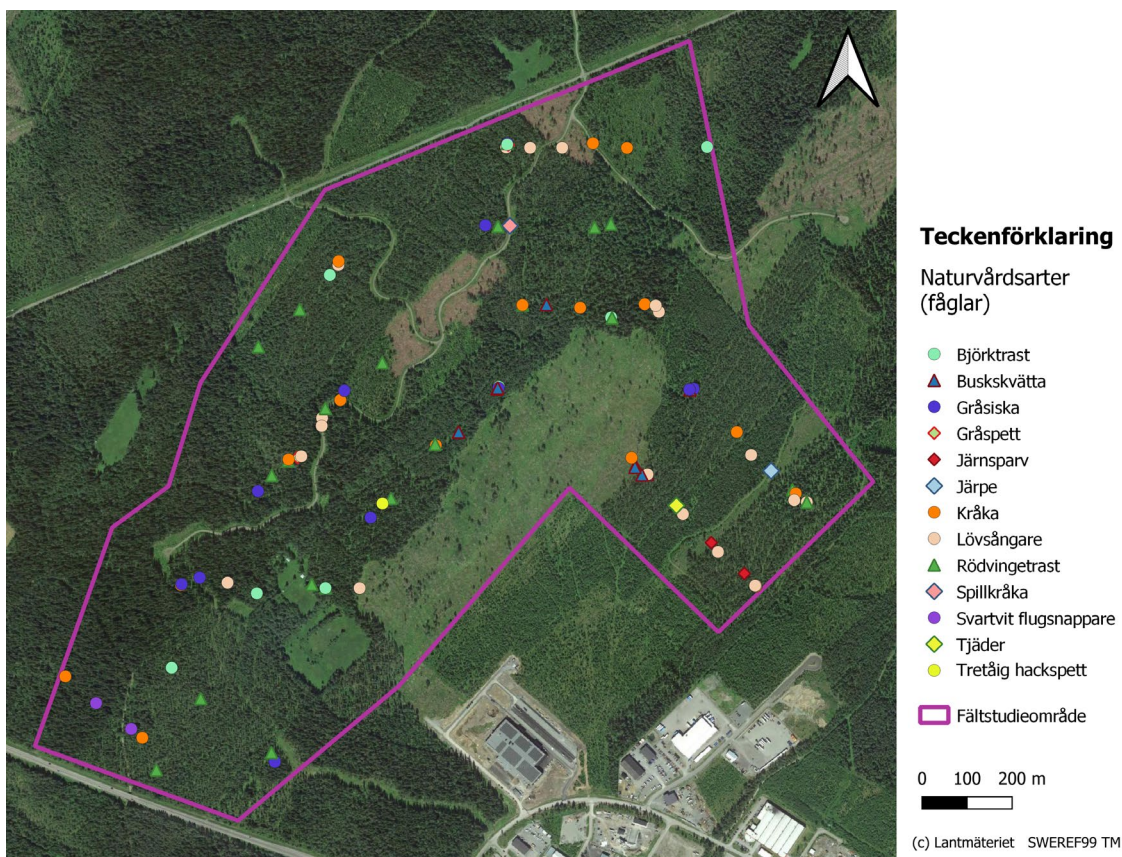 Teckenförklaring
Naturvårdsarter
(fåglar)
Björktrast
Buskskvätta
Gråsiska
Gråspett
Järnsparv
Järpe
Kråka
Lövsångare
Rödvingetrast
Spillkråka
Svartvit flugsnappare
Tjäder
Tretåig hackspett
Fältstudieområde
0 100 200 m
(c) Lantmäteriet SWEREF99 TM